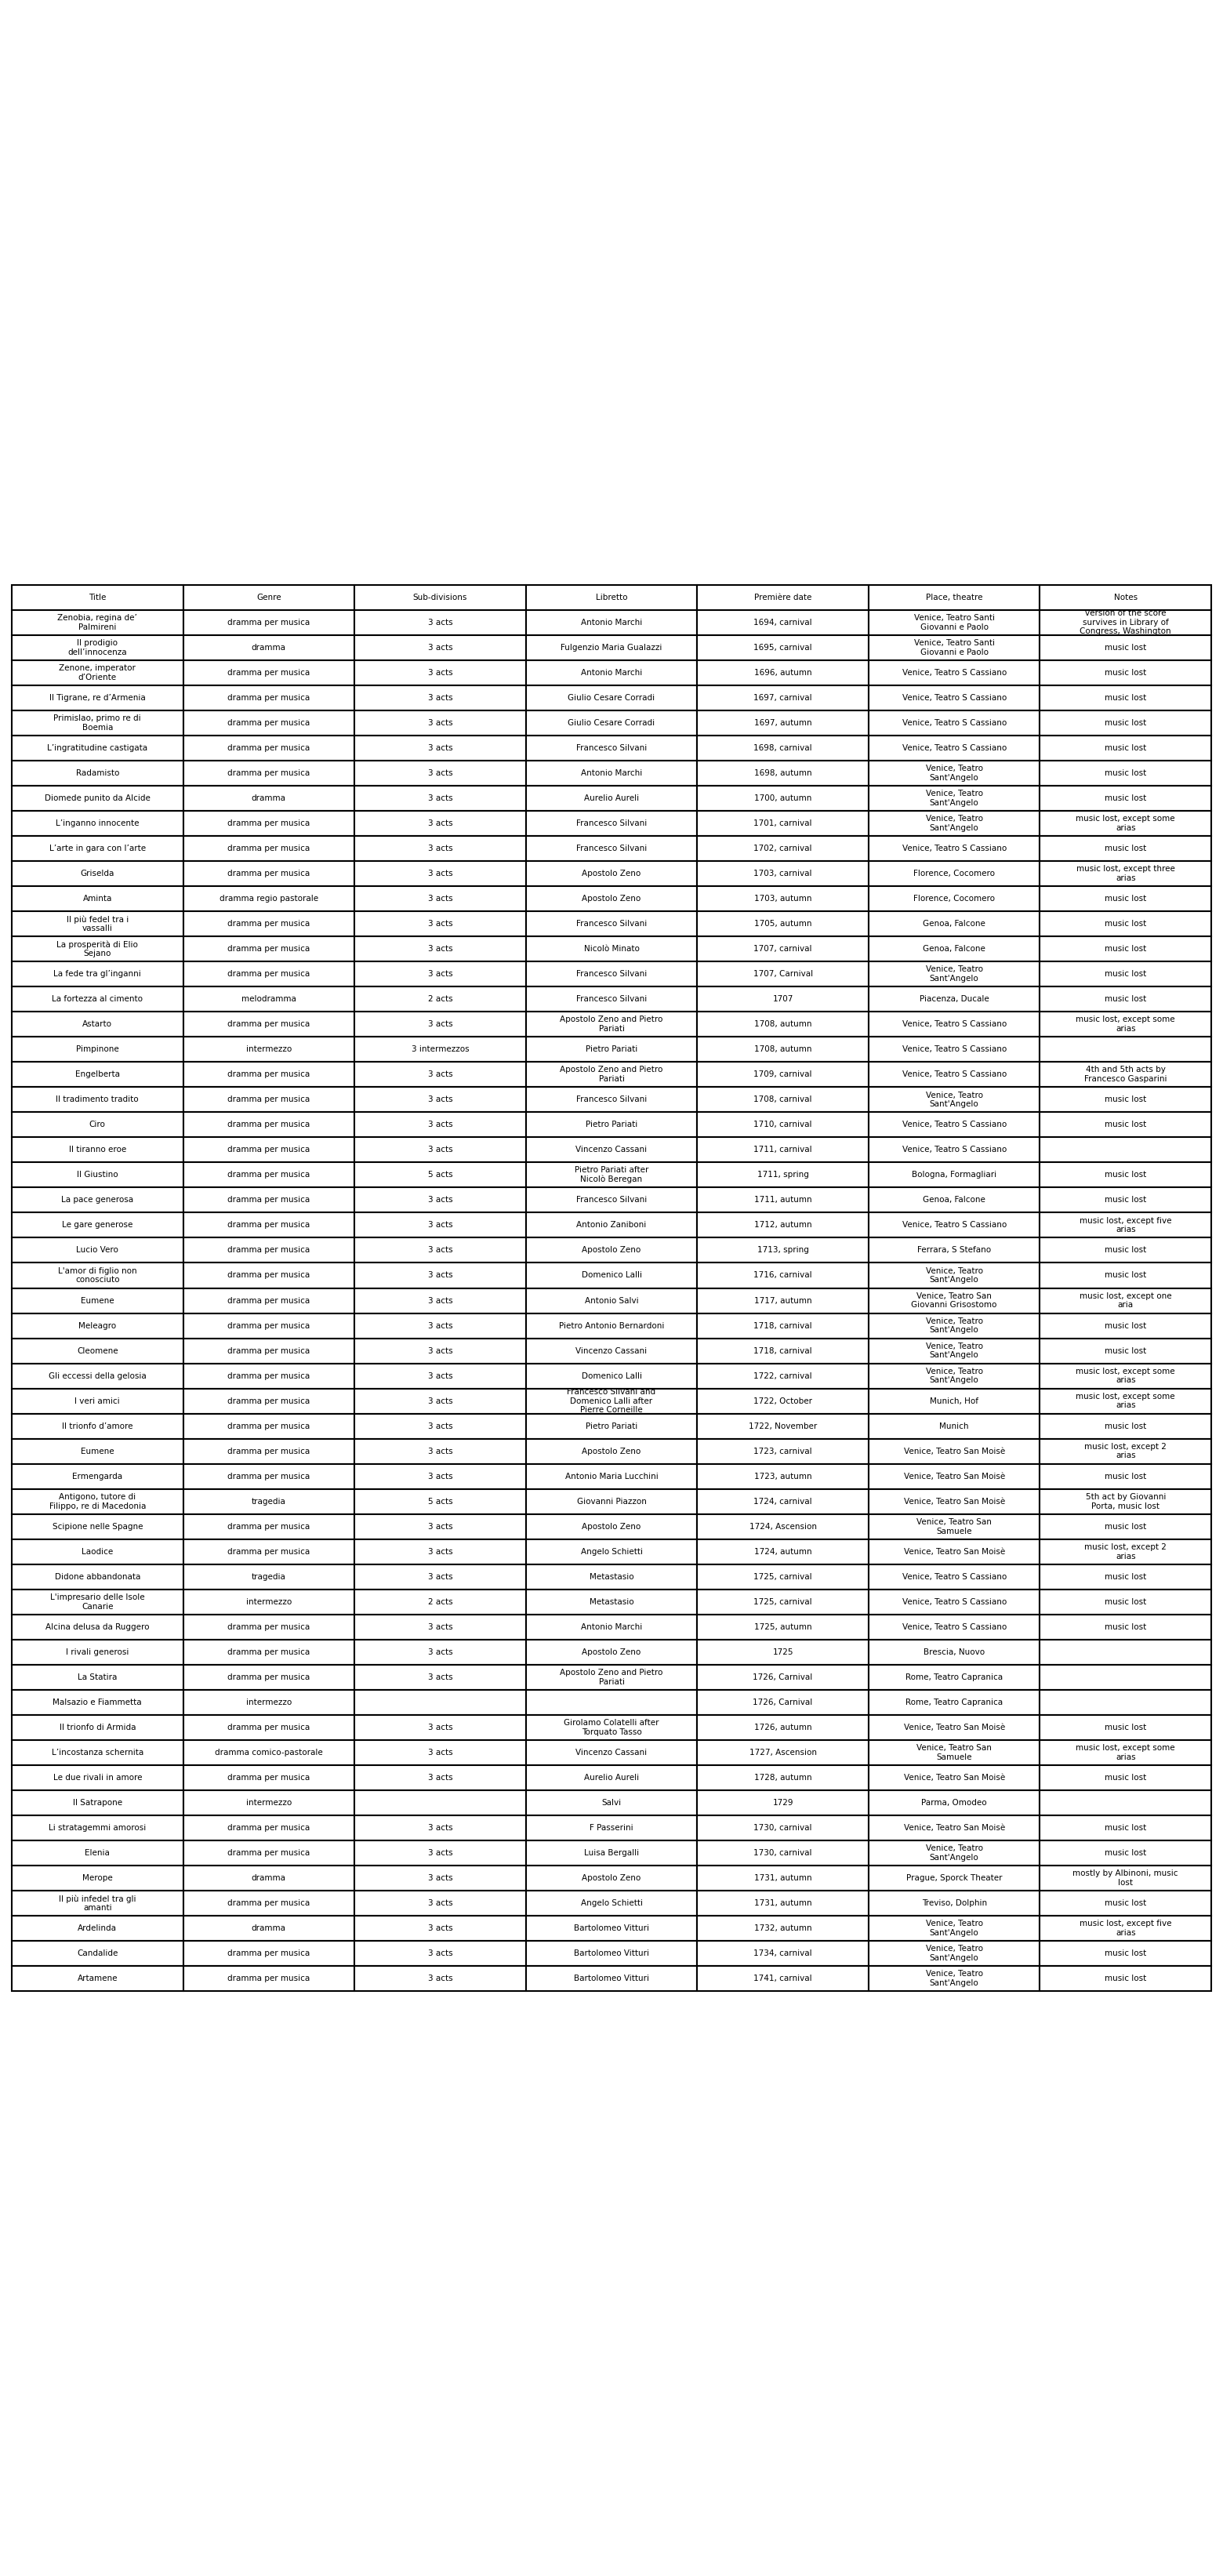 Title Genre Sub-divisions Libretto Première date Place, theatre Notes
Zenobia, regina de’ Palmireni dramma per musica 3 acts Antonio Marchi 1694, carnival Venice, Teatro Santi Giovanni e Paolo version of the score survives in Library of Congress, Washington
Il prodigio dell’innocenza dramma 3 acts Fulgenzio Maria Gualazzi 1695, carnival Venice, Teatro Santi Giovanni e Paolo music lost
Zenone, imperator d’Oriente dramma per musica 3 acts Antonio Marchi 1696, autumn Venice, Teatro S Cassiano music lost
Il Tigrane, re d’Armenia dramma per musica 3 acts Giulio Cesare Corradi 1697, carnival Venice, Teatro S Cassiano music lost
Primislao, primo re di Boemia dramma per musica 3 acts Giulio Cesare Corradi 1697, autumn Venice, Teatro S Cassiano music lost
L’ingratitudine castigata dramma per musica 3 acts Francesco Silvani 1698, carnival Venice, Teatro S Cassiano music lost
Radamisto dramma per musica 3 acts Antonio Marchi 1698, autumn Venice, Teatro Sant'Angelo music lost
Diomede punito da Alcide dramma 3 acts Aurelio Aureli 1700, autumn Venice, Teatro Sant'Angelo music lost
L’inganno innocente dramma per musica 3 acts Francesco Silvani 1701, carnival Venice, Teatro Sant'Angelo music lost, except some arias
L’arte in gara con l’arte dramma per musica 3 acts Francesco Silvani 1702, carnival Venice, Teatro S Cassiano music lost
Griselda dramma per musica 3 acts Apostolo Zeno 1703, carnival Florence, Cocomero music lost, except three arias
Aminta dramma regio pastorale 3 acts Apostolo Zeno 1703, autumn Florence, Cocomero music lost
Il più fedel tra i vassalli dramma per musica 3 acts Francesco Silvani 1705, autumn Genoa, Falcone music lost
La prosperità di Elio Sejano dramma per musica 3 acts Nicolò Minato 1707, carnival Genoa, Falcone music lost
La fede tra gl’inganni dramma per musica 3 acts Francesco Silvani 1707, Carnival Venice, Teatro Sant'Angelo music lost
La fortezza al cimento melodramma 2 acts Francesco Silvani 1707 Piacenza, Ducale music lost
Astarto dramma per musica 3 acts Apostolo Zeno and Pietro Pariati 1708, autumn Venice, Teatro S Cassiano music lost, except some arias
Pimpinone intermezzo 3 intermezzos Pietro Pariati 1708, autumn Venice, Teatro S Cassiano
Engelberta dramma per musica 3 acts Apostolo Zeno and Pietro Pariati 1709, carnival Venice, Teatro S Cassiano 4th and 5th acts by Francesco Gasparini
Il tradimento tradito dramma per musica 3 acts Francesco Silvani 1708, carnival Venice, Teatro Sant'Angelo music lost
Ciro dramma per musica 3 acts Pietro Pariati 1710, carnival Venice, Teatro S Cassiano music lost
Il tiranno eroe dramma per musica 3 acts Vincenzo Cassani 1711, carnival Venice, Teatro S Cassiano
Il Giustino dramma per musica 5 acts Pietro Pariati after Nicolò Beregan 1711, spring Bologna, Formagliari music lost
La pace generosa dramma per musica 3 acts Francesco Silvani 1711, autumn Genoa, Falcone music lost
Le gare generose dramma per musica 3 acts Antonio Zaniboni 1712, autumn Venice, Teatro S Cassiano music lost, except five arias
Lucio Vero dramma per musica 3 acts Apostolo Zeno 1713, spring Ferrara, S Stefano music lost
L'amor di figlio non conosciuto dramma per musica 3 acts Domenico Lalli 1716, carnival Venice, Teatro Sant'Angelo music lost
Eumene dramma per musica 3 acts Antonio Salvi 1717, autumn Venice, Teatro San Giovanni Grisostomo music lost, except one aria
Meleagro dramma per musica 3 acts Pietro Antonio Bernardoni 1718, carnival Venice, Teatro Sant'Angelo music lost
Cleomene dramma per musica 3 acts Vincenzo Cassani 1718, carnival Venice, Teatro Sant'Angelo music lost
Gli eccessi della gelosia dramma per musica 3 acts Domenico Lalli 1722, carnival Venice, Teatro Sant'Angelo music lost, except some arias
I veri amici dramma per musica 3 acts Francesco Silvani and Domenico Lalli after Pierre Corneille 1722, October Munich, Hof music lost, except some arias
Il trionfo d’amore dramma per musica 3 acts Pietro Pariati 1722, November Munich music lost
Eumene dramma per musica 3 acts Apostolo Zeno 1723, carnival Venice, Teatro San Moisè music lost, except 2 arias
Ermengarda dramma per musica 3 acts Antonio Maria Lucchini 1723, autumn Venice, Teatro San Moisè music lost
Antigono, tutore di Filippo, re di Macedonia tragedia 5 acts Giovanni Piazzon 1724, carnival Venice, Teatro San Moisè 5th act by Giovanni Porta, music lost
Scipione nelle Spagne dramma per musica 3 acts Apostolo Zeno 1724, Ascension Venice, Teatro San Samuele music lost
Laodice dramma per musica 3 acts Angelo Schietti 1724, autumn Venice, Teatro San Moisè music lost, except 2 arias
Didone abbandonata tragedia 3 acts Metastasio 1725, carnival Venice, Teatro S Cassiano music lost
L'impresario delle Isole Canarie intermezzo 2 acts Metastasio 1725, carnival Venice, Teatro S Cassiano music lost
Alcina delusa da Ruggero dramma per musica 3 acts Antonio Marchi 1725, autumn Venice, Teatro S Cassiano music lost
I rivali generosi dramma per musica 3 acts Apostolo Zeno 1725 Brescia, Nuovo
La Statira dramma per musica 3 acts Apostolo Zeno and Pietro Pariati 1726, Carnival Rome, Teatro Capranica
Malsazio e Fiammetta intermezzo 1726, Carnival Rome, Teatro Capranica
Il trionfo di Armida dramma per musica 3 acts Girolamo Colatelli after Torquato Tasso 1726, autumn Venice, Teatro San Moisè music lost
L’incostanza schernita dramma comico-pastorale 3 acts Vincenzo Cassani 1727, Ascension Venice, Teatro San Samuele music lost, except some arias
Le due rivali in amore dramma per musica 3 acts Aurelio Aureli 1728, autumn Venice, Teatro San Moisè music lost
Il Satrapone intermezzo Salvi 1729 Parma, Omodeo
Li stratagemmi amorosi dramma per musica 3 acts F Passerini 1730, carnival Venice, Teatro San Moisè music lost
Elenia dramma per musica 3 acts Luisa Bergalli 1730, carnival Venice, Teatro Sant'Angelo music lost
Merope dramma 3 acts Apostolo Zeno 1731, autumn Prague, Sporck Theater mostly by Albinoni, music lost
Il più infedel tra gli amanti dramma per musica 3 acts Angelo Schietti 1731, autumn Treviso, Dolphin music lost
Ardelinda dramma 3 acts Bartolomeo Vitturi 1732, autumn Venice, Teatro Sant'Angelo music lost, except five arias
Candalide dramma per musica 3 acts Bartolomeo Vitturi 1734, carnival Venice, Teatro Sant'Angelo music lost
Artamene dramma per musica 3 acts Bartolomeo Vitturi 1741, carnival Venice, Teatro Sant'Angelo music lost